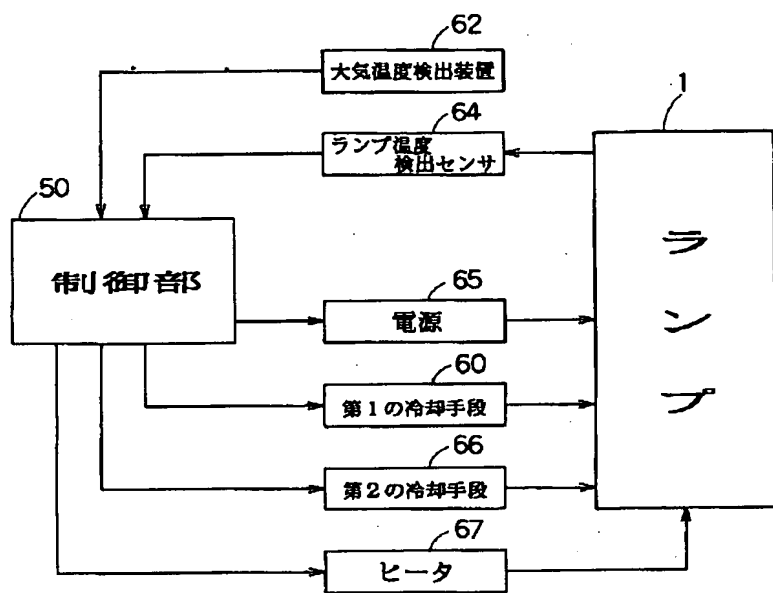 62
大気温度検出装置
64
ランプ温度
検出センサ
1
ランプ
50
制御部
65
電源
60
第1の冷却手段
66
第2の冷却手段
67
ヒータ